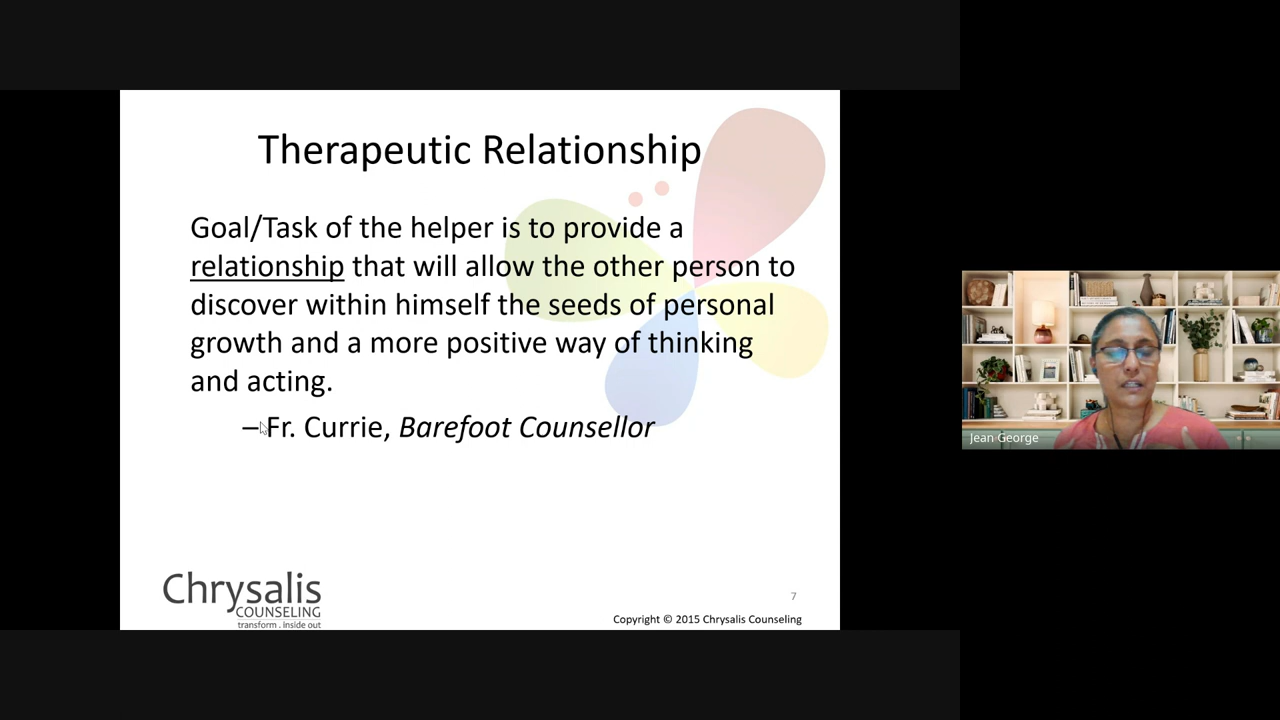 Therapeutic Relationship
Goal/Task of the helper is to provide a
relationship that will allow the other person to
discover within himself the seeds of personal
growth and a more positive way of thinking
and acting.
–Fr. Currie, Barefoot Counsellor
Chrysalis
COUNSELING
transform . inside out
7
Copyright © 2015 Chrysalis Counseling
Jean George